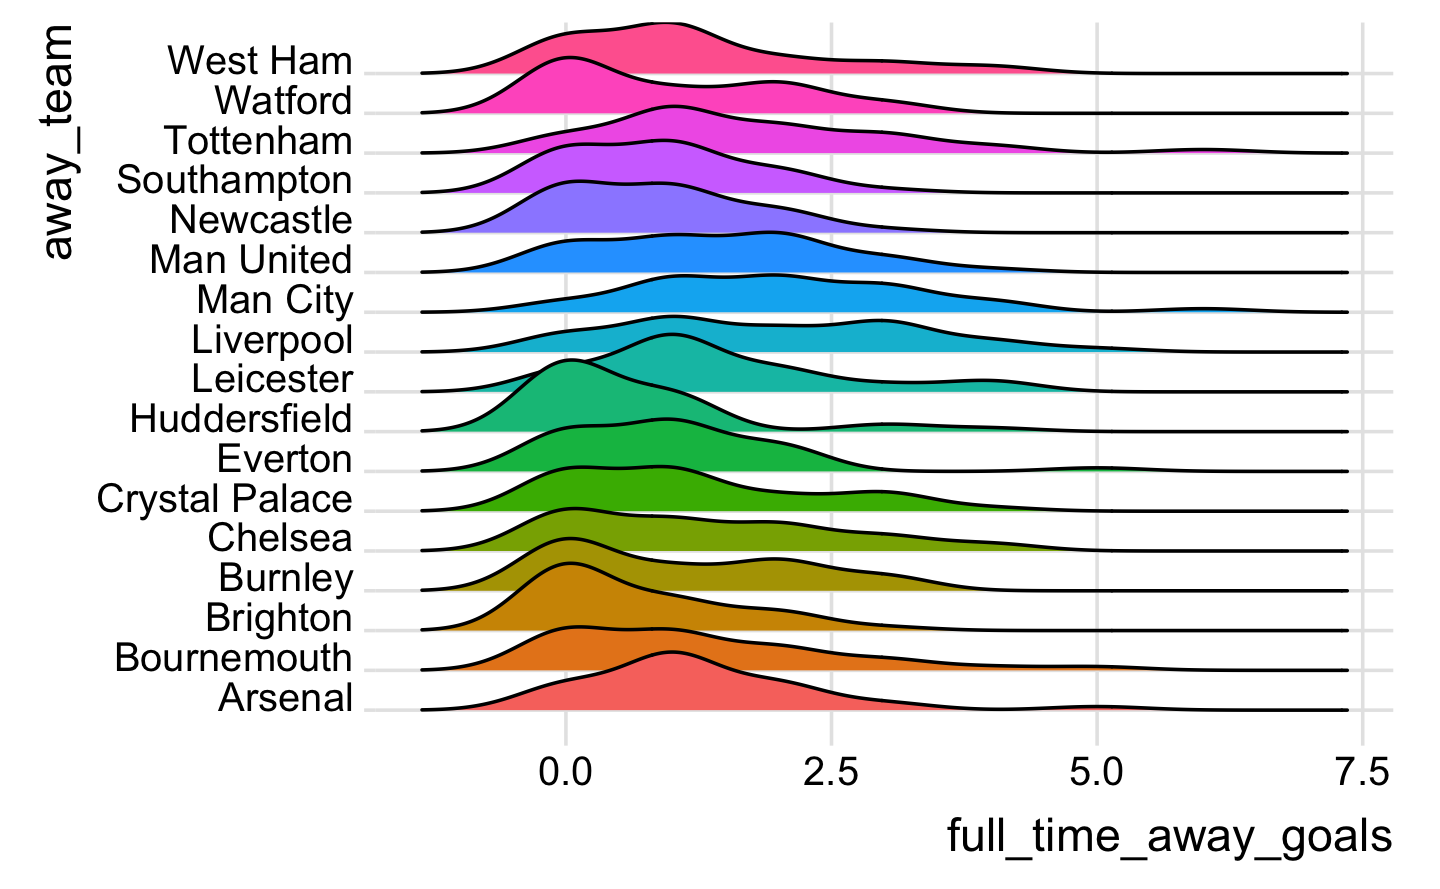 away_team
West Ham
Watford
Tottenham
Southampton
Newcastle
Man United
Man City
Liverpool
Leicester
Huddersfield
Everton
Crystal Palace
Chelsea
Burnley
Brighton
Bournemouth
Arsenal
0.0 2.5 5.0 7.5
full_time_away_goals